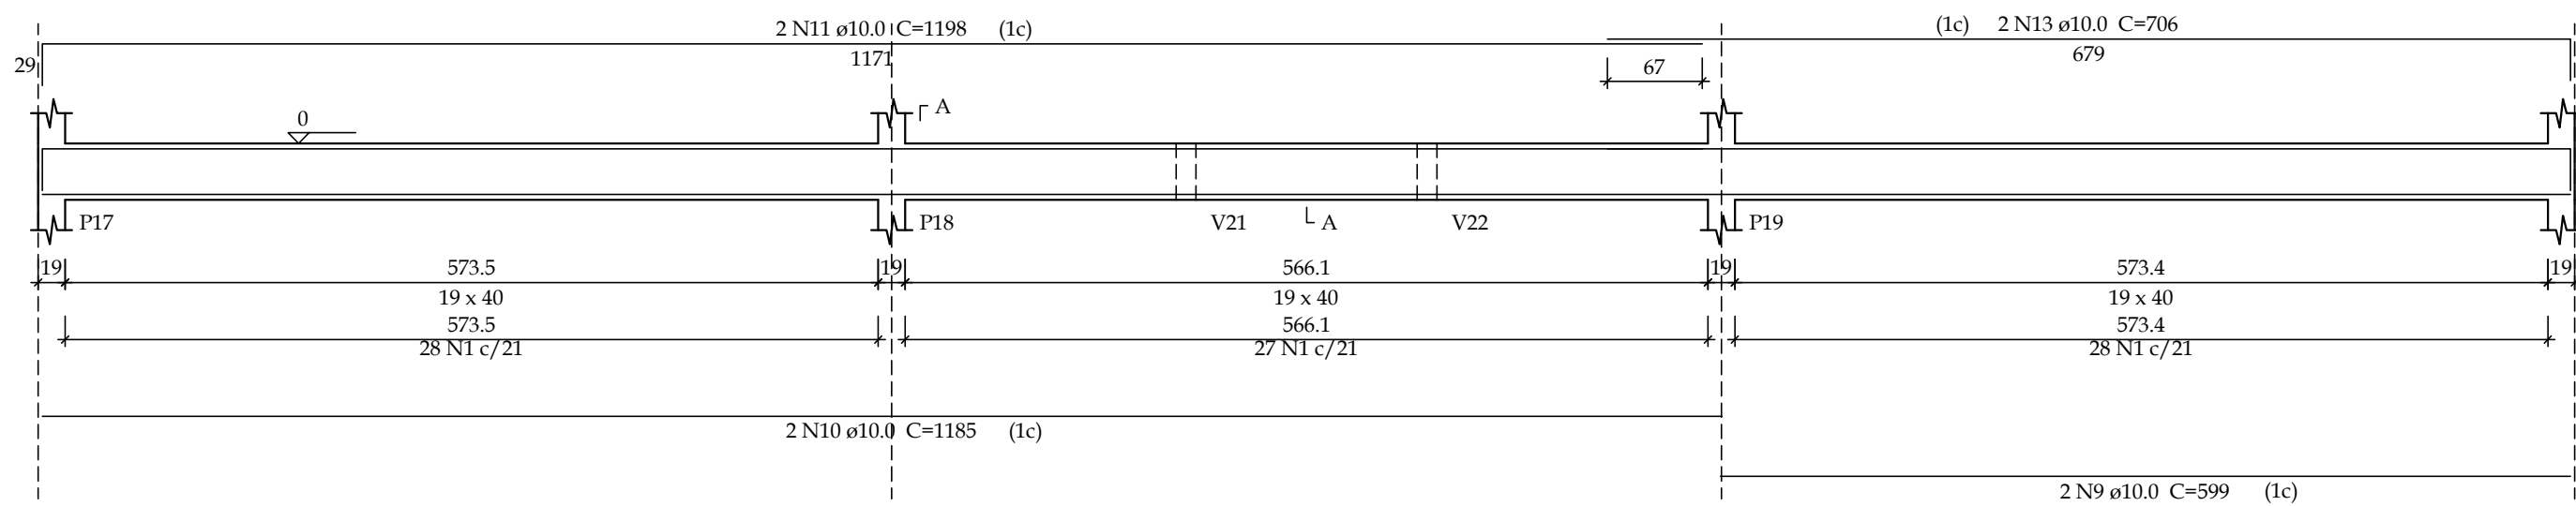 2 N11 ø10.0 C=1198 (1c)
(1c) 2 N13 ø10.0 C=706
29
1171
67
679
0
A
P17
P18
V21
A
V22
P19
19
573.5
19
566.1
19
573.4
19
19 x 40
19 x 40
19 x 40
573.5
566.1
573.4
28 N1 c/21
27 N1 c/21
28 N1 c/21
2 N10 ø10.0 C=1185 (1c)
2 N9 ø10.0 C=599 (1c)